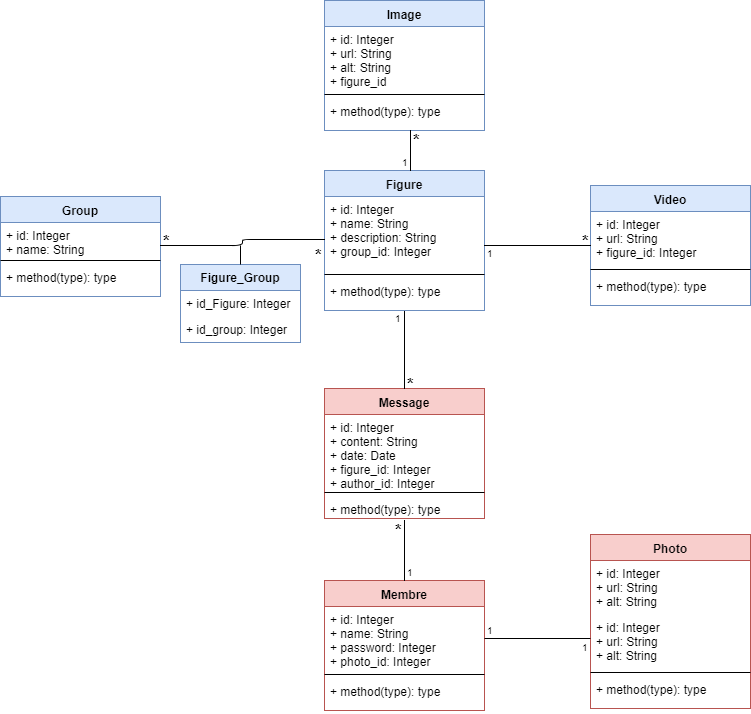 Image
+ id: Integer
+ url: String
+ alt: String
+ figure_id
+ method(type): type
*
1
Figure
+ id: Integer
+ name: String
+ description: String
+ group_id: Integer
+ method(type): type
Group
+ id: Integer
+ name: String
+ method(type): type
*
*
Figure_Group
+ id_Figure: Integer
+ id_group: Integer
1
*
Video
+ id: Integer
+ url: String
+ figure_id: Integer
+ method(type): type
1
*
Message
+ id: Integer
+ content: String
+ date: Date
+ figure_id: Integer
+ author_id: Integer
+ method(type): type
*
1
Membre
+ id: Integer
+ name: String
+ password: Integer
+ photo_id: Integer
+ method(type): type
1
1
Photo
+ id: Integer
+ url: String
+ alt: String
+ id: Integer
+ url: String
+ alt: String
+ method(type): type